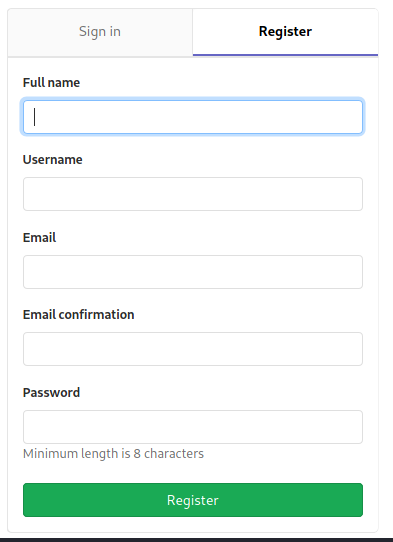 Sign in
Register
Full name
Username
Email
Email confirmation
Password
Minimum length is 8 characters
Register